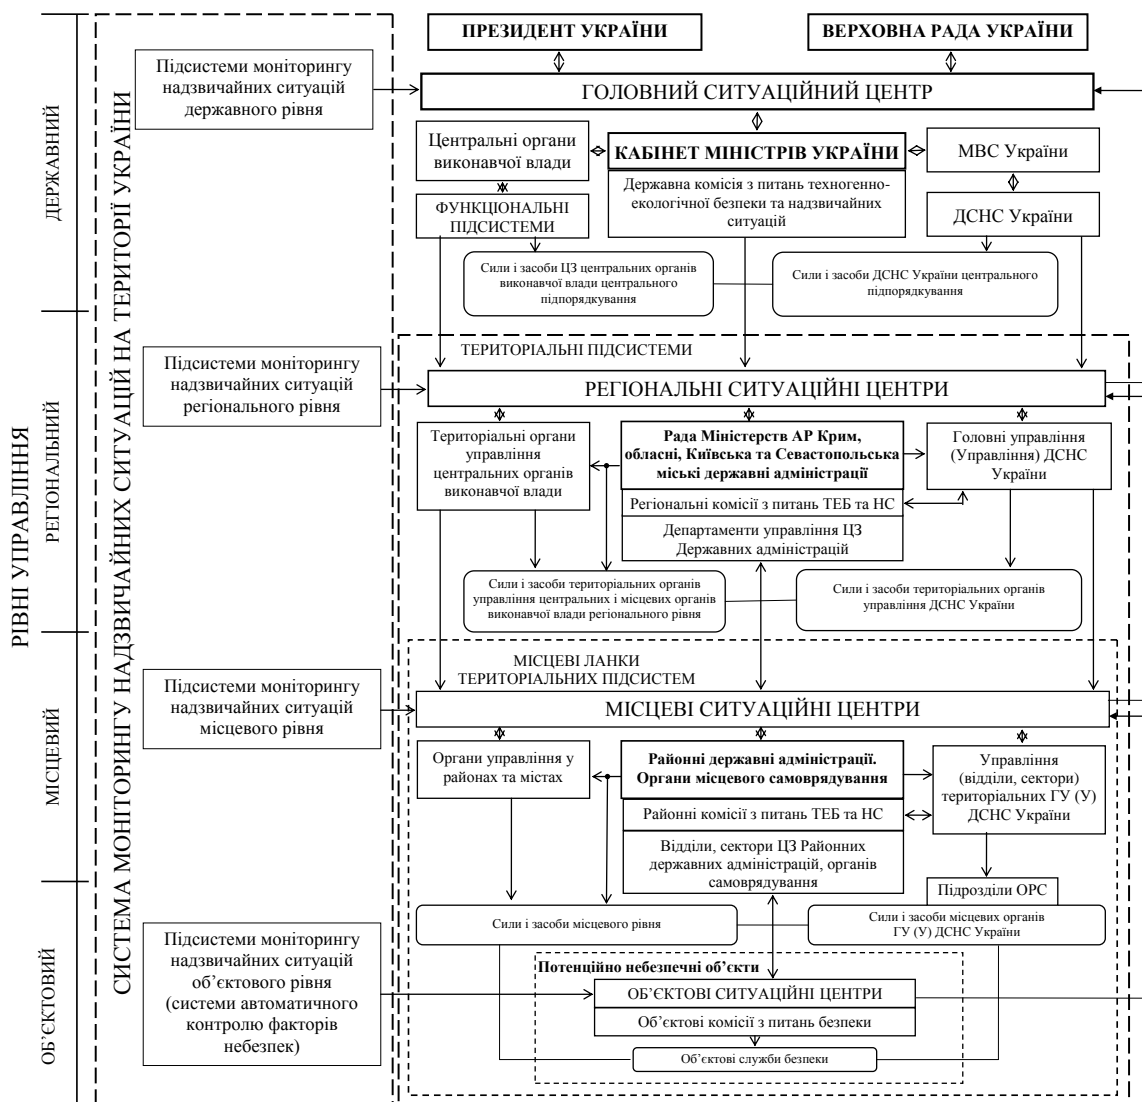 РІВНІ УПРАВЛІННЯ
ДЕРЖАВНИЙ
РЕГІОНАЛЬНИЙ
МІСЦЕВИЙ
ОБ’ЄКТОВИЙ
СИСТЕМА МОНІТОРИНГУ НАДЗВИЧАЙНИХ СИТУАЦІЙ НА ТЕРИТОРІЇ УКРАЇНИ
ПРЕЗИДЕНТ УКРАЇНИ
ВЕРХОВНА РАДА УКРАЇНИ
Підсистеми моніторингу
надзвичайних ситуацій
державного рівня
ГОЛОВНИЙ СИТУАЦІЙНИЙ ЦЕНТР
Центральні органи
виконавчої влади
КАБІНЕТ МІНІСТРІВ УКРАЇНИ
МВС України
Державна комісія з питань техногенно-
екологічної безпеки та надзвичайних
ситуацій
ФУНКЦІОНАЛЬНІ
ПІДСИСТЕМИ
ДСНС України
Сили і засоби ЦЗ центральних органів
виконавчої влади центрального
підпорядкування
Сили і засоби ДСНС України центрального
підпорядкування
ТЕРИТОРІАЛЬНІ ПІДСИСТЕМИ
Підсистеми моніторингу
надзвичайних ситуацій
регіонального рівня
РЕГІОНАЛЬНІ СИТУАЦІЙНІ ЦЕНТРИ
Територіальні органи
управління
центральних органів
виконавчої влади
Рада Міністерств АР Крим,
обласні, Київська та Севастопольська
міські державні адміністрації
Головні управління
(Управління) ДСНС
України
Регіональні комісії з питань ТЕБ та НС
Департаменти управління ЦЗ
Державних адміністрацій
Сили і засоби територіальних органів
управління центральних і місцевих органів
виконавчої влади регіонального рівня
Сили і засоби територіальних органів
управління ДСНС України
МІСЦЕВІ ЛАНКИ
ТЕРИТОРІАЛЬНИХ ПІДСИСТЕМ
Підсистеми моніторингу
надзвичайних ситуацій
місцевого рівня
МІСЦЕВІ СИТУАЦІЙНІ ЦЕНТРИ
Органи управління у
районах та містах
Районні державні адміністрації.
Органи місцевого самоврядування
Управління
(відділи, сектори)
територіальних ГУ (У)
ДСНС України
Районні комісії з питань ТЕБ та НС
Відділи, сектори ЦЗ Районних
державних адміністрацій, органів
самоврядування
Підрозділи ОРС
Сили і засоби місцевого рівня
Сили і засоби місцевих органів
ГУ (У) ДСНС України
Підсистеми моніторингу
надзвичайних ситуацій
об’єктового рівня
(системи автоматичного
контролю факторів
небезпек)
Потенційно небезпечні об’єкти
ОБ’ЄКТОВІ СИТУАЦІЙНІ ЦЕНТРИ
Об’єктові комісії з питань безпеки
Об’єктові служби безпеки